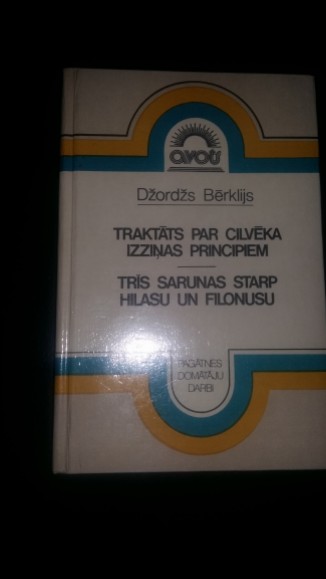 avots
Džordžs Bērklijs
TRAKTĀTS PAR CILVĒKA
IZZIŅAS PRINCIPIEM
TRĪS SARUNAS STARP
HILASU UN FILONUSU
PAGĀTNES
DOMĀTĀJU
DARBI